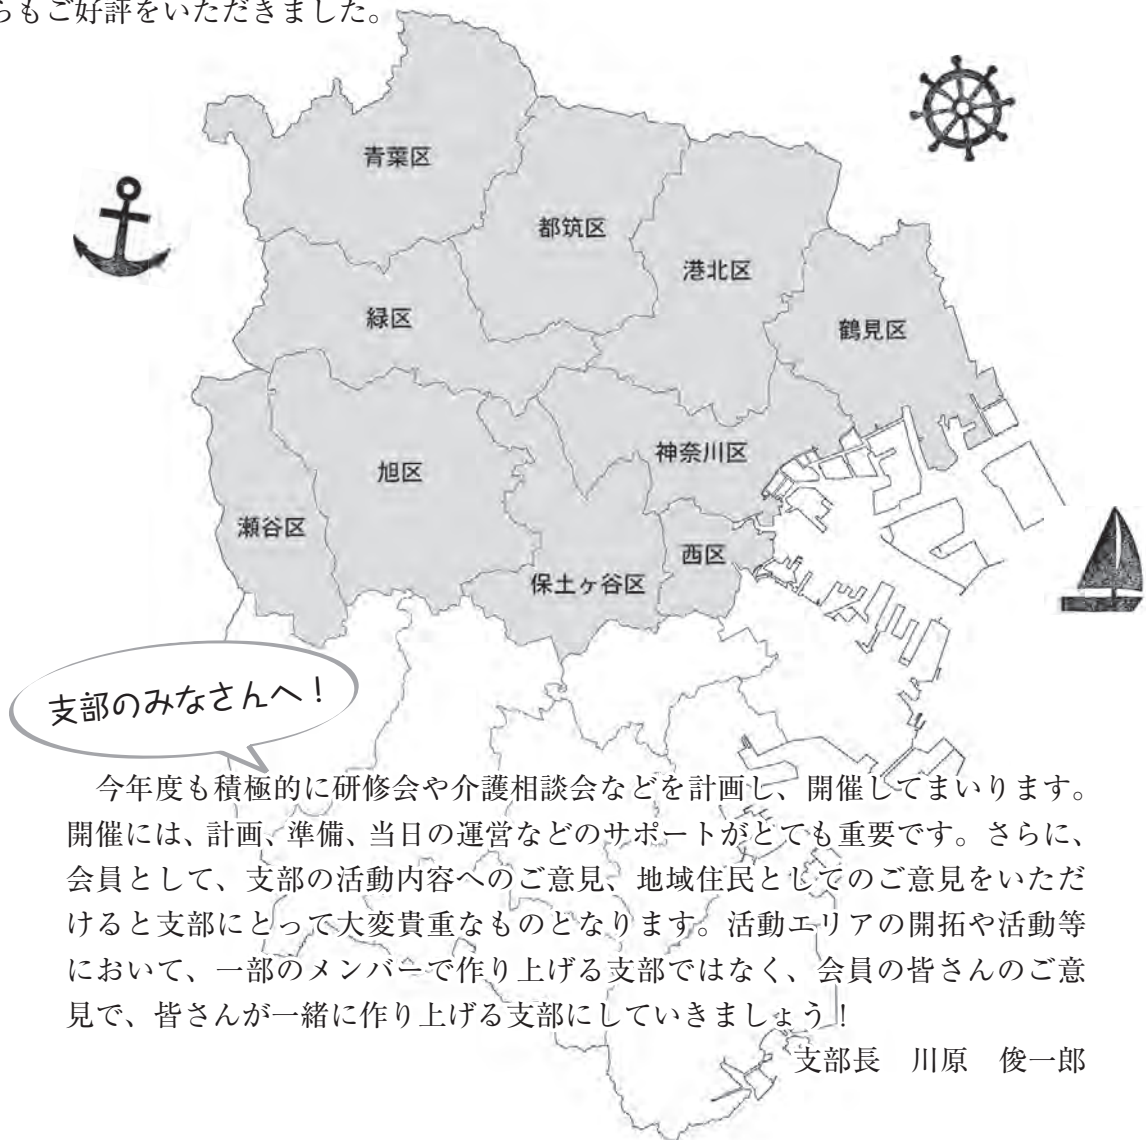 らもご好評をいただきました。
青葉区
都筑区
港北区
緑区
鶴見区
神奈川区
旭区
瀬谷区
西区
保土ヶ谷区
支部のみなさんへ！
今年度も積極的に研修会や介護相談会などを計画し、開催してまいります。
開催には、計画、準備、当日の運営などのサポートがとても重要です。さらに、
会員として、支部の活動内容へのご意見、地域住民としてのご意見をいただ
けると支部にとって大変貴重なものとなります。活動エリアの開拓や活動等
において、一部のメンバーで作り上げる支部ではなく、会員の皆さんのご意
見で、皆さんが一緒に作り上げる支部にしていきましょう！
支部長　川原　俊一郎